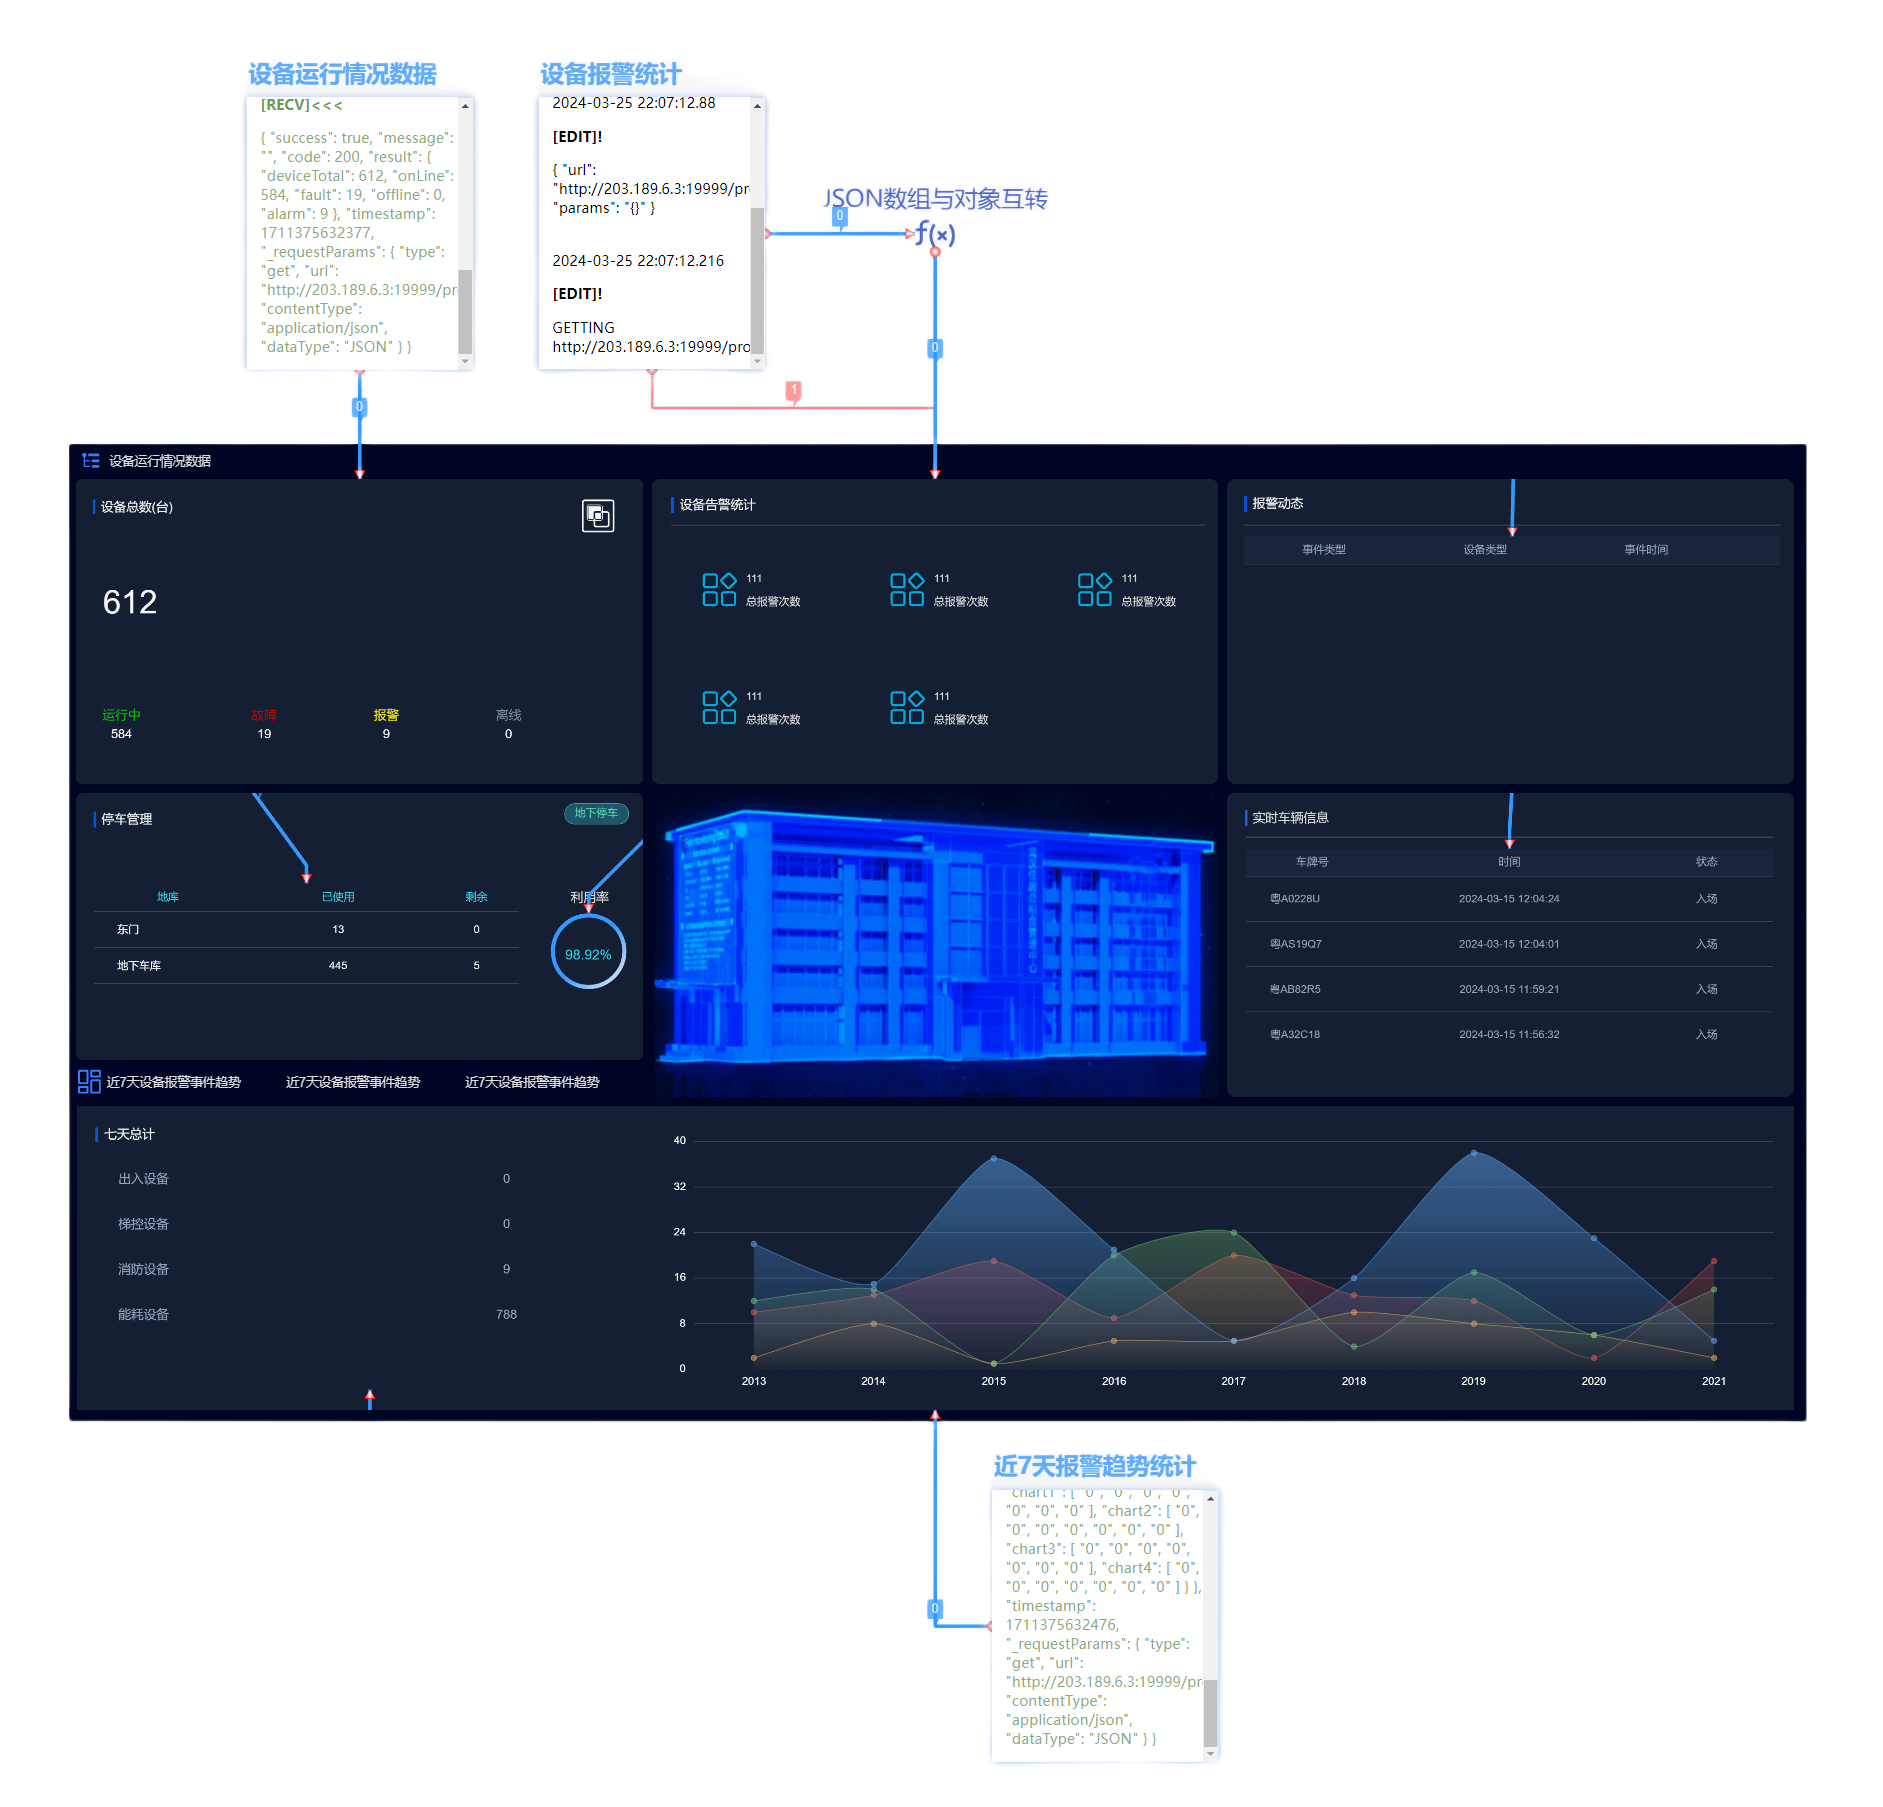 设备运行情况数据
[RECV]<<<
{ "success": true, "message":
"", "code": 200, "result": {
"deviceTotal": 612, "onLine":
584, "fault": 19, "offline": 0,
"alarm": 9 }, "timestamp":
1711375632377,
"_requestParams": { "type":
"get", "url":
"http://203.189.6.3:19999/pr
"contentType":
"application/json",
"dataType": "JSON" } }
设备报警统计
2024-03-25 22:07:12.88
[EDIT]!
{ "url":
"http://203.189.6.3:19999/pr
"params": "{}" }
2024-03-25 22:07:12.216
[EDIT]!
GETTING
http://203.189.6.3:19999/pro
JSON数组与对象互转
0
f(x)
0
1
0
设备运行情况数据
设备总数(台)
612
运行中 故障 报警 离线
584 19 9 0
设备告警统计
111
总报警次数
111
总报警次数
111
总报警次数
111
总报警次数
111
总报警次数
报警动态
事件类型 设备类型 事件时间
停车管理
地下停车
地库 已使用 剩余
东门 13 0
地下车库 445 5
利用率
98.92%
实时车辆信息
车牌号 时间 状态
粤A0228U 2024-03-15 12:04:24 入场
粤AS19Q7 2024-03-15 12:04:01 入场
粤AB82R5 2024-03-15 11:59:21 入场
粤A32C18 2024-03-15 11:56:32 入场
近7天设备报警事件趋势 近7天设备报警事件趋势 近7天设备报警事件趋势
七天总计
出入设备 0
梯控设备 0
消防设备 9
能耗设备 788
40
32
24
16
8
0
2013 2014 2015 2016 2017 2018 2019 2020 2021
近7天报警趋势统计
"chart1": [ "0", "0", "0", "0",
"0", "0", "0" ], "chart2": [ "0",
"0", "0", "0", "0", "0", "0" ],
"chart3": [ "0", "0", "0", "0",
"0", "0", "0" ], "chart4": [ "0",
"0", "0", "0", "0", "0", "0" ] } },
"timestamp":
1711375632476,
"_requestParams": { "type":
"get", "url":
"http://203.189.6.3:19999/pr
"contentType":
"application/json",
"dataType": "JSON" } }
0